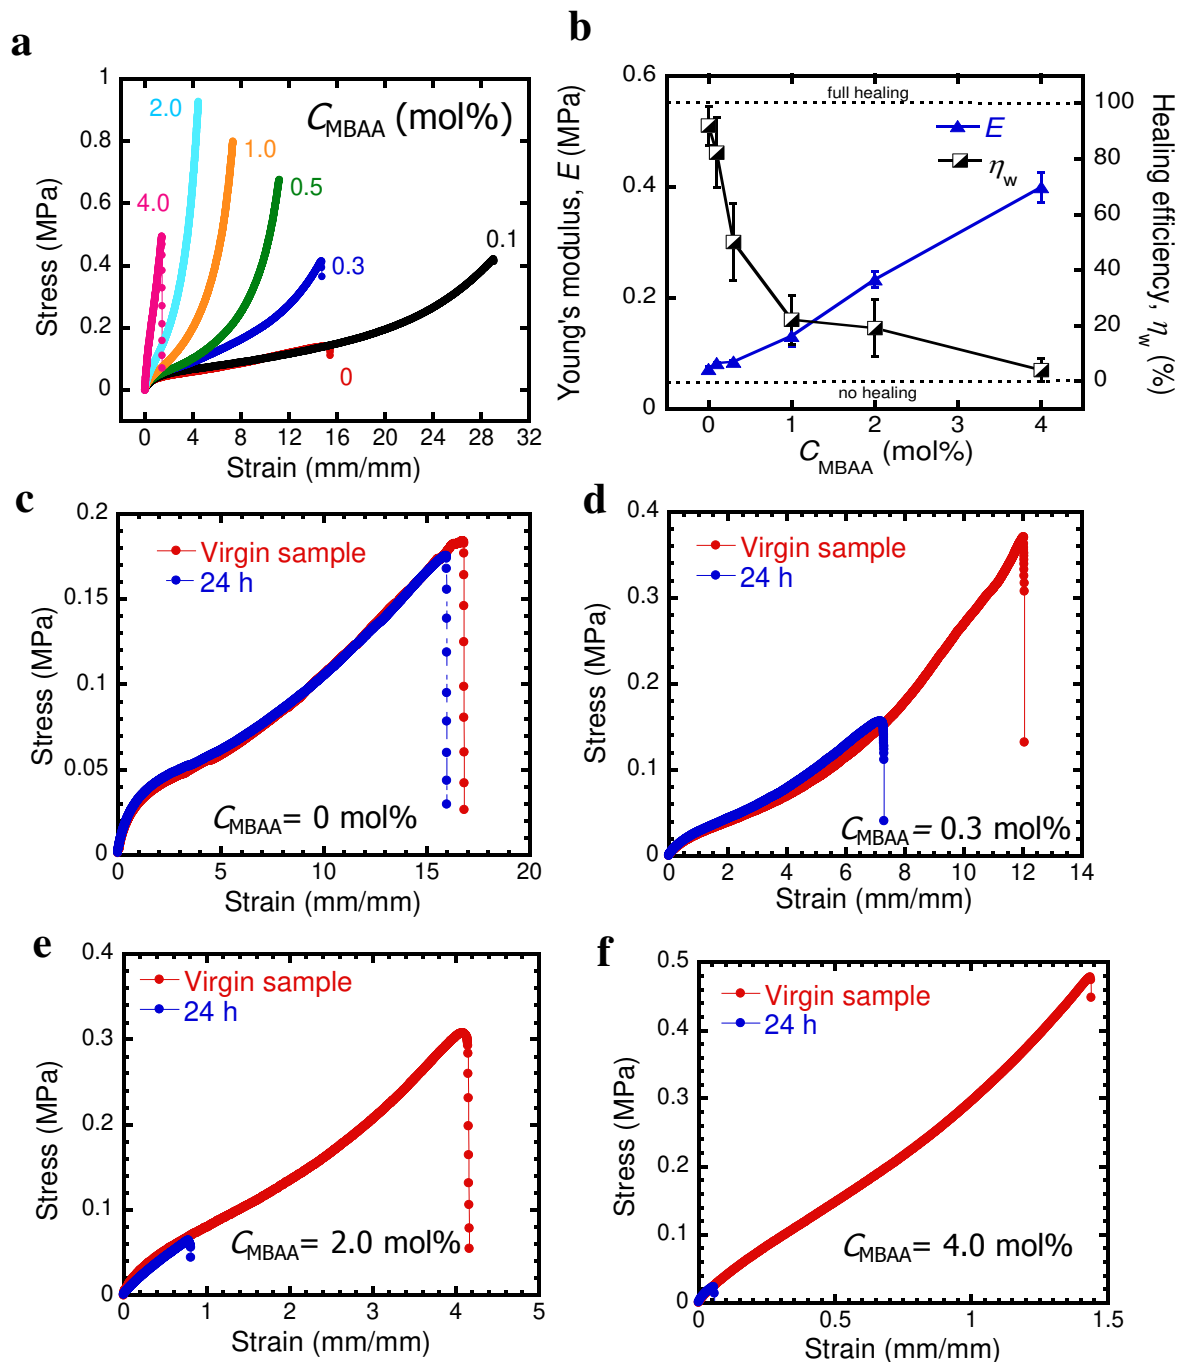 a
1
0.8
0.6
0.4
0.2
0
Stress (MPa)
0 4 8 12 16 20 24 28 32
Strain (mm/mm)
C_MBAA (mol%)
2.0
1.0
0.5
4.0
0.3
0.1
0
b
0.6
0.4
0.2
0
Young's modulus, E (MPa)
100
80
60
40
20
0
Healing efficiency, η_w (%)
full healing
E
η_w
no healing
0 1 2 3 4
C_MBAA (mol%)
c
0.2
0.15
0.1
0.05
0
Stress (MPa)
Virgin sample
24 h
C_MBAA= 0 mol%
0 5 10 15 20
Strain (mm/mm)
d
0.4
0.3
0.2
0.1
0
Stress (MPa)
Virgin sample
24 h
C_MBAA= 0.3 mol%
0 2 4 6 8 10 12 14
Strain (mm/mm)
e
0.4
0.3
0.2
0.1
0
Stress (MPa)
Virgin sample
24 h
C_MBAA= 2.0 mol%
0 1 2 3 4 5
Strain (mm/mm)
f
0.5
0.4
0.3
0.2
0.1
0
Stress (MPa)
Virgin sample
24 h
C_MBAA= 4.0 mol%
0 0.5 1 1.5
Strain (mm/mm)